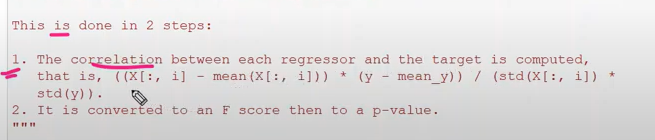 This is done in 2 steps:
1. The correlation between each regressor and the target is computed,
that is, ((X[:, i] - mean(X[:, i])) * (y - mean_y)) / (std(X[:, i]) *
std(y)).
2. It is converted to an F score then to a p-value.
"""